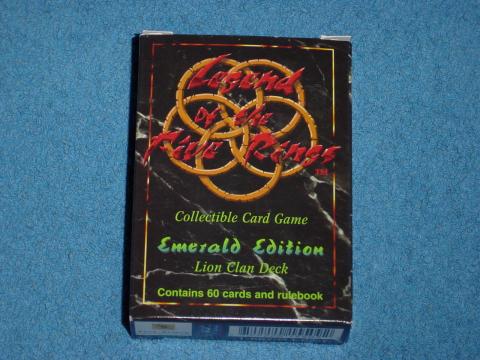 Legend
of the
Five Rings
TM
Collectible Card Game
Emerald Edition
Lion Clan Deck
Contains 60 cards and rulebook